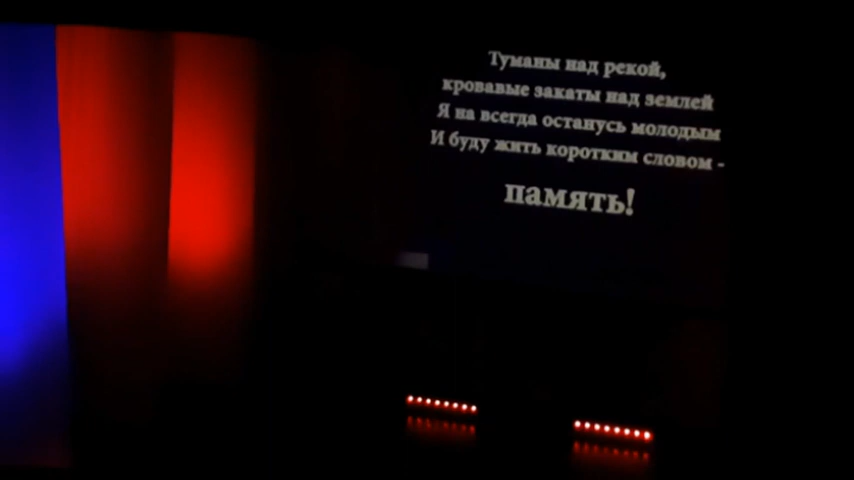 Туманы над рекой,
кровавые закаты над землей
Я на всегда останусь молодым
И буду жить коротким словом -
память!